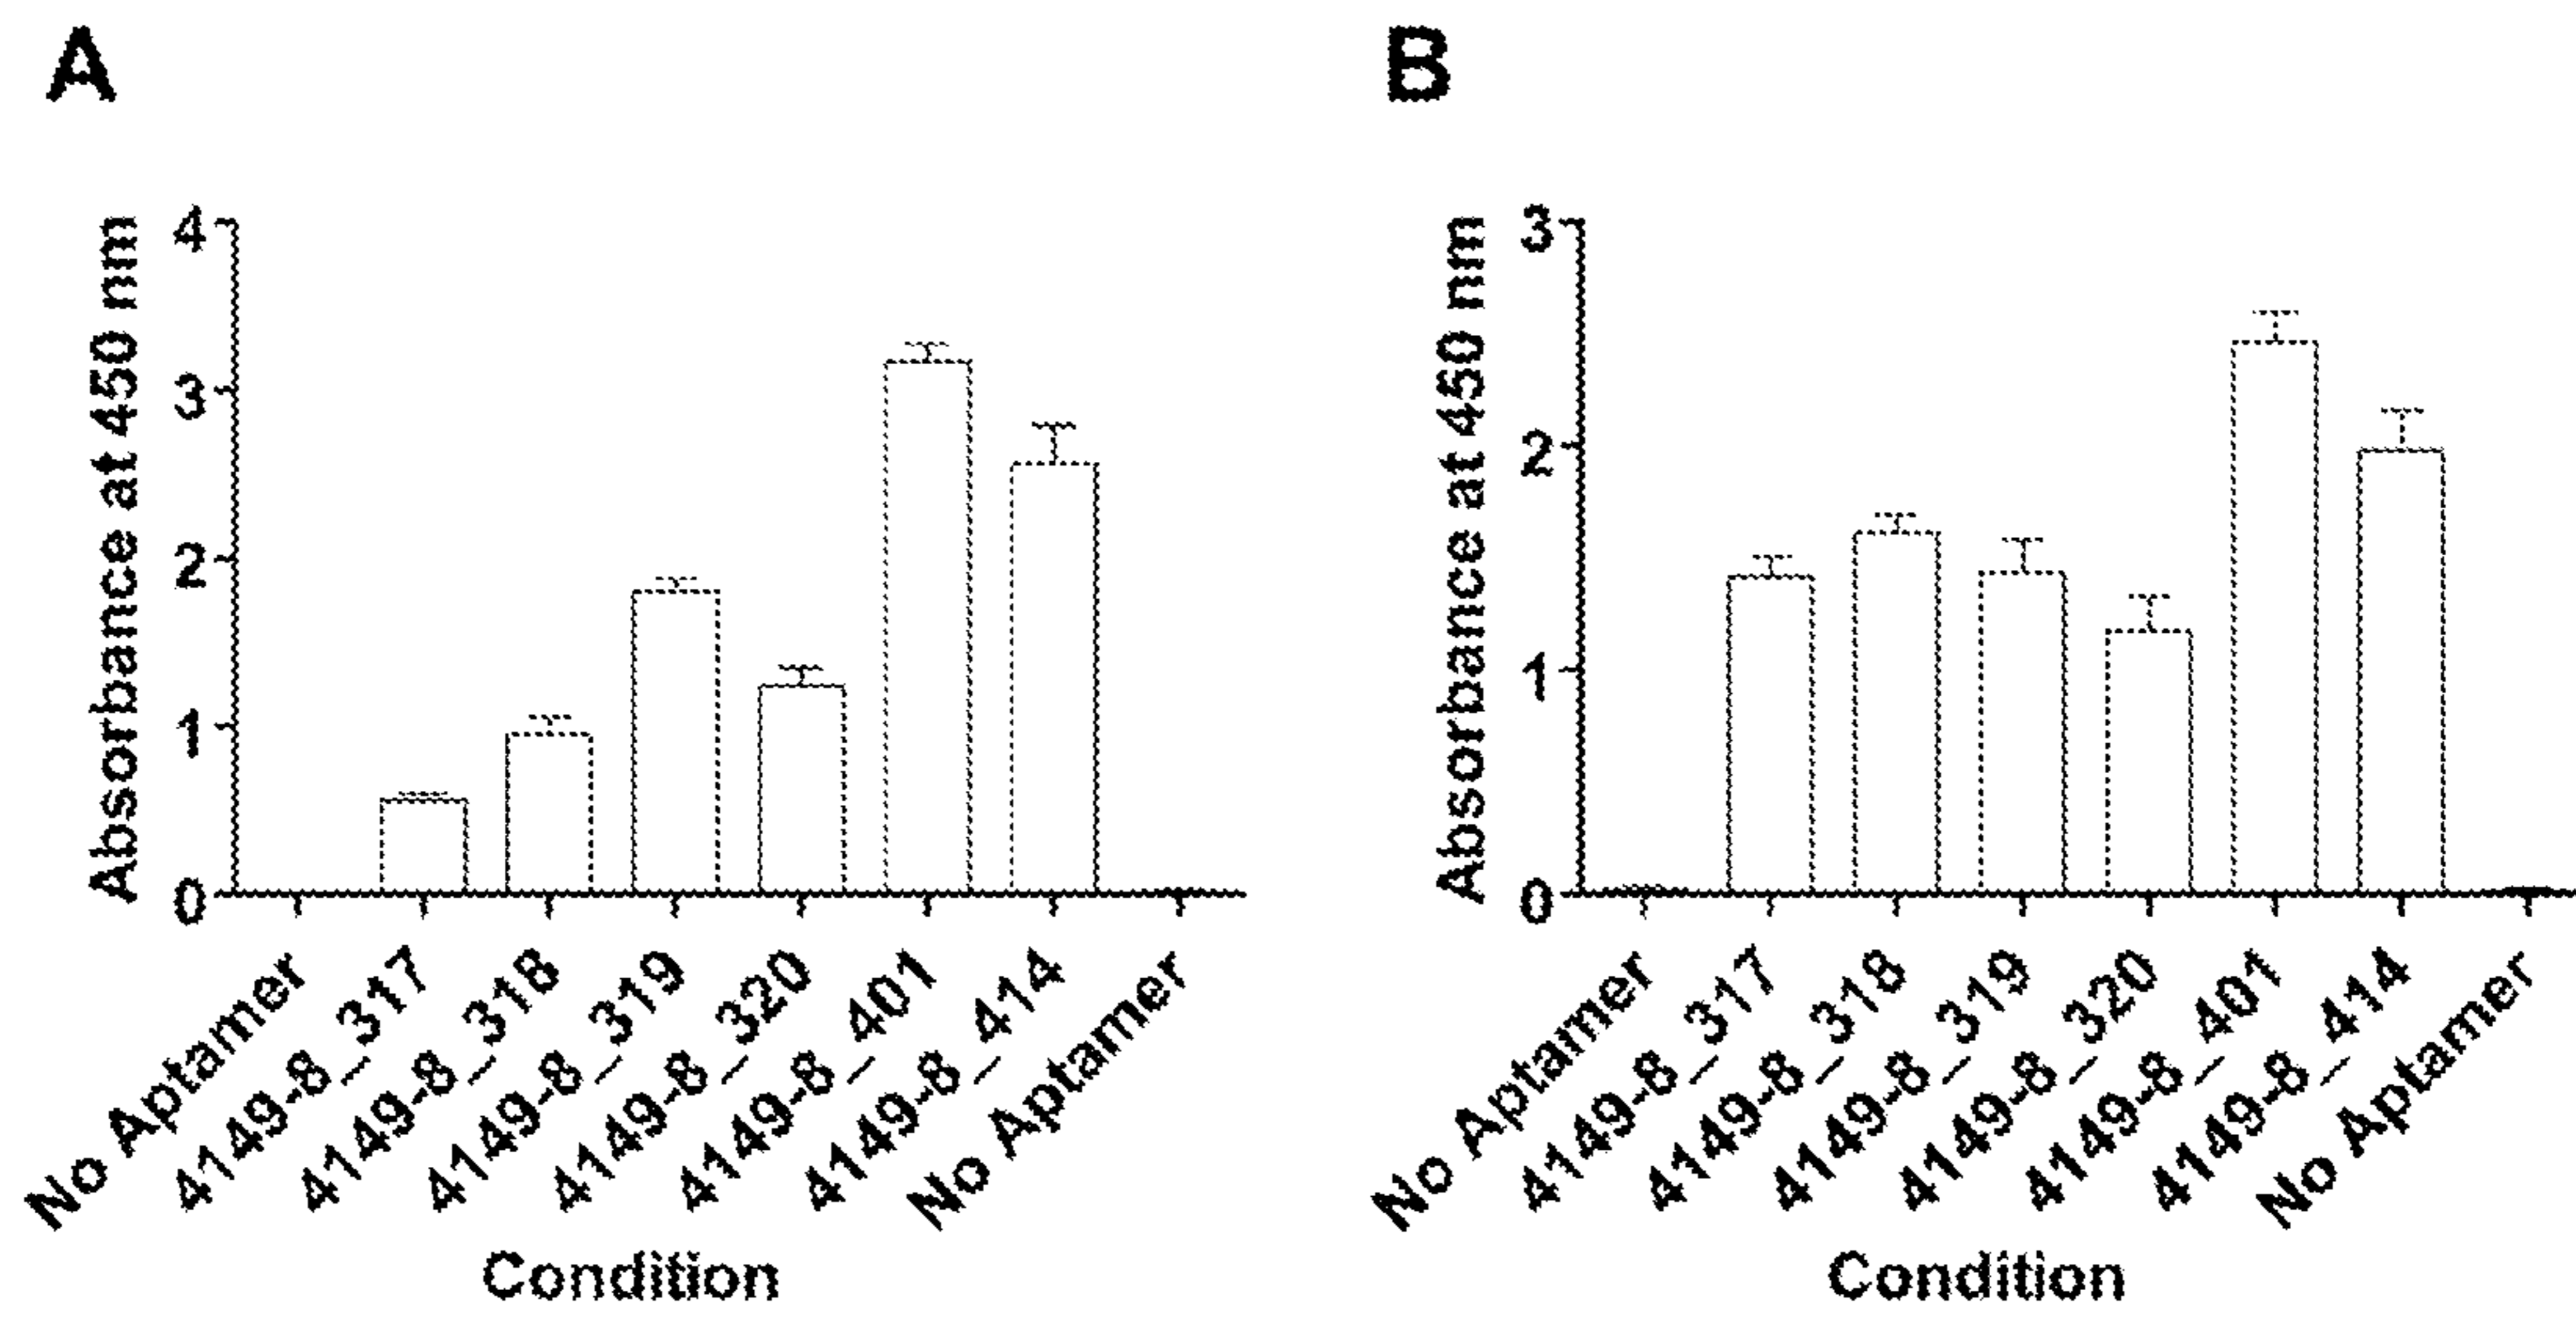 A
Absorbance at 450 nm
4
3
2
1
0
No Aptamer
4149-8_317
4149-8_318
4149-8_319
4149-8_320
4149-8_401
4149-8_414
No Aptamer
Condition
B
Absorbance at 450 nm
3
2
1
0
No Aptamer
4149-8_317
4149-8_318
4149-8_319
4149-8_320
4149-8_401
4149-8_414
No Aptamer
Condition